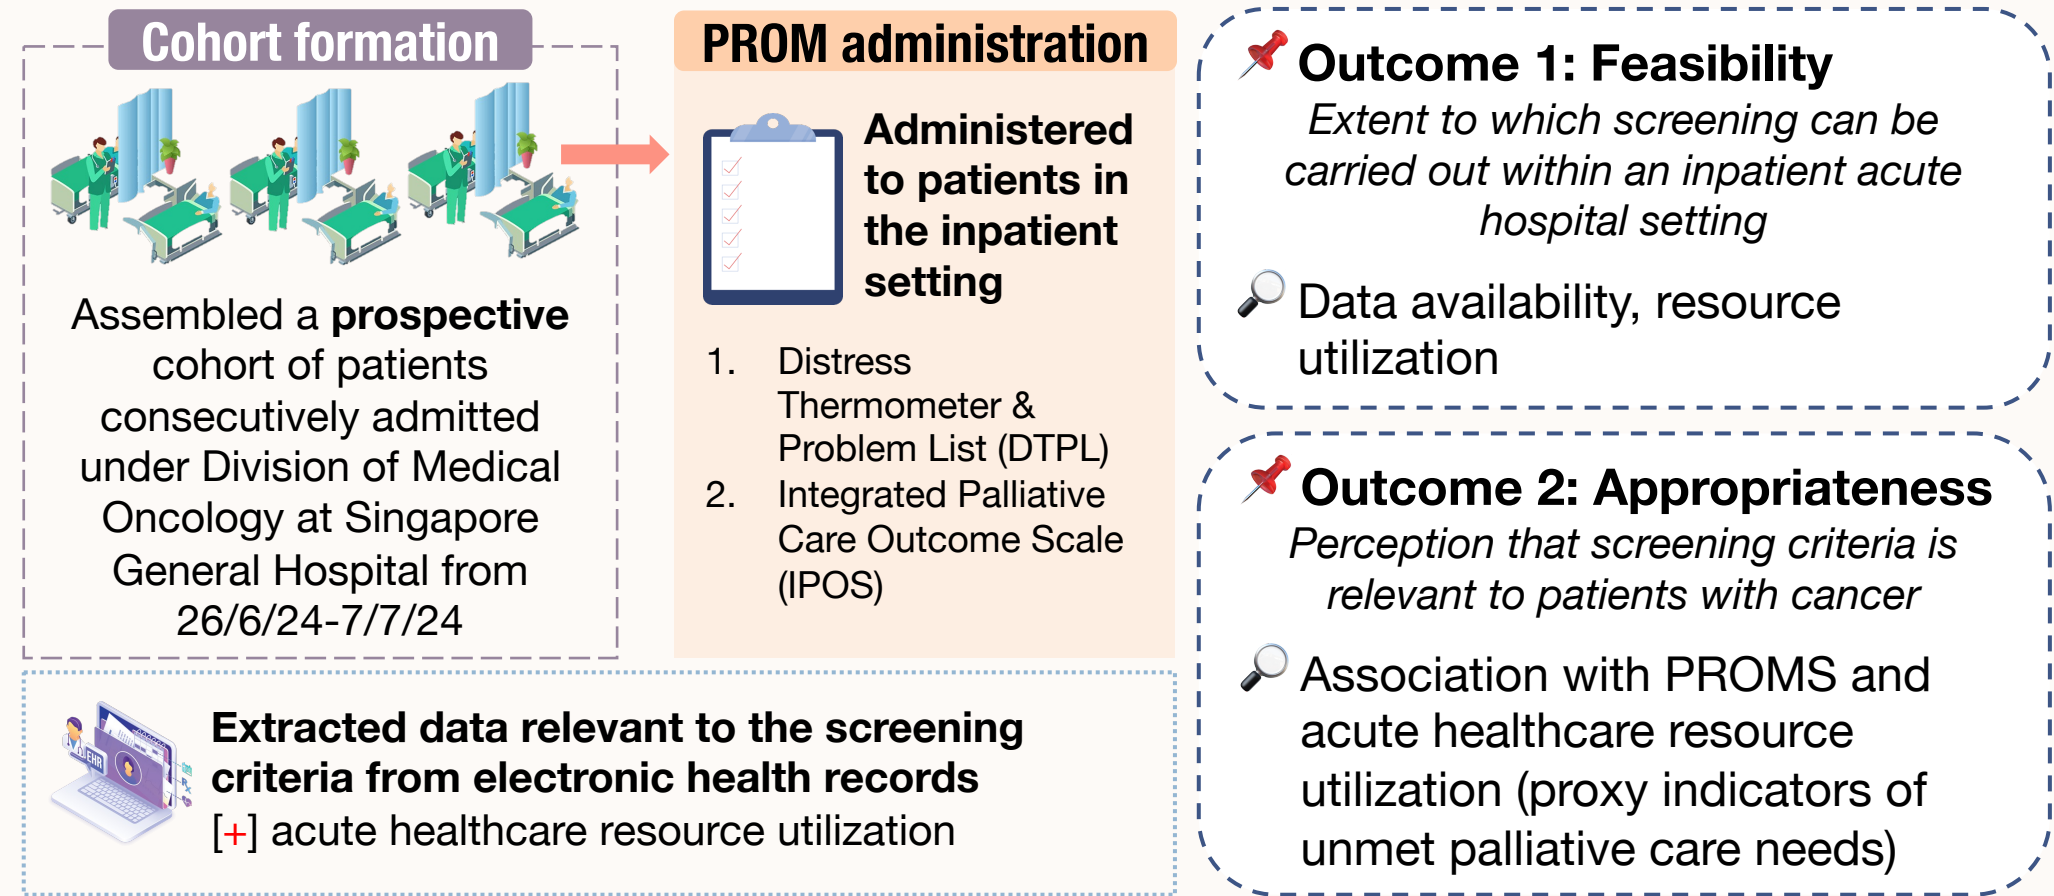 Cohort formation
Assembled a prospective
cohort of patients
consecutively admitted
under Division of Medical
Oncology at Singapore
General Hospital from
26/6/24-7/7/24
PROM administration
Administered
to patients in
the inpatient
setting
1. Distress
Thermometer &
Problem List (DTPL)
2. Integrated Palliative
Care Outcome Scale
(IPOS)
EHR
Extracted data relevant to the screening
criteria from electronic health records
[+] acute healthcare resource utilization
Outcome 1: Feasibility
Extent to which screening can be
carried out within an inpatient acute
hospital setting
Data availability, resource
utilization
Outcome 2: Appropriateness
Perception that screening criteria is
relevant to patients with cancer
Association with PROMS and
acute healthcare resource
utilization (proxy indicators of
unmet palliative care needs)